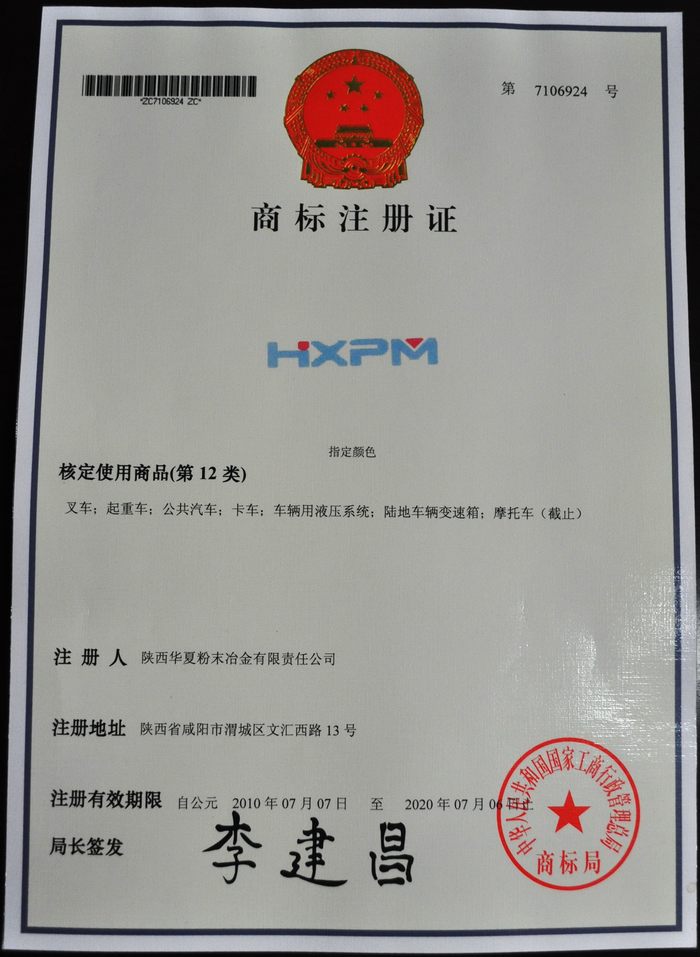 *ZC7106924 ZC*
第 7106924 号
商标注册证
HXPM
指定颜色
核定使用商品(第 12 类)
叉车；起重车；公共汽车；卡车；车辆用液压系统；陆地车辆变速箱；摩托车（截止）
注 册 人 陕西华夏粉末冶金有限责任公司
注册地址 陕西省咸阳市渭城区文汇西路 13 号
注册有效期限 自公元 2010 年 07 月 07 日 至 2020 年 07 月 06 日止
局长签发 李建昌
中华人民共和国国家工商行政管理总局
商标局